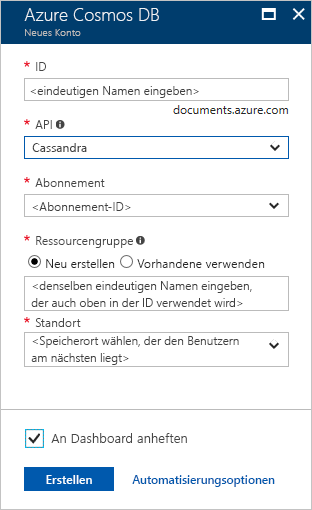 Azure Cosmos DB
Neues Konto
* ID
<eindeutigen Namen eingeben>
documents.azure.com
* API
Cassandra
* Abonnement
<Abonnement-ID>
* Ressourcengruppe
Neu erstellen Vorhandene verwenden
<denselben eindeutigen Namen eingeben,
der auch oben in der ID verwendet wird>
* Standort
<Speicherort wählen, der den Benutzern
am nächsten liegt>
An Dashboard anheften
Erstellen Automatisierungsoptionen